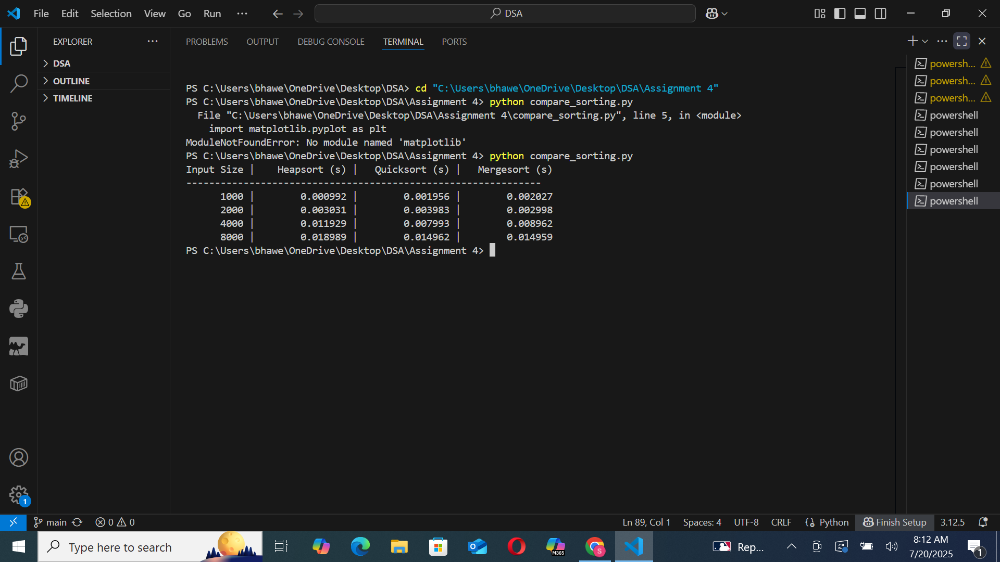 File Edit Selection View Go Run ···
DSA
EXPLORER ···
DSA
OUTLINE
TIMELINE
PROBLEMS OUTPUT DEBUG CONSOLE TERMINAL PORTS
PS C:\Users\bhawe\OneDrive\Desktop\DSA> cd "C:\Users\bhawe\OneDrive\Desktop\DSA\Assignment 4"
PS C:\Users\bhawe\OneDrive\Desktop\DSA\Assignment 4> python compare_sorting.py
File "C:\Users\bhawe\OneDrive\Desktop\DSA\Assignment 4\compare_sorting.py", line 5, in <module>
import matplotlib.pyplot as plt
ModuleNotFoundError: No module named 'matplotlib'
PS C:\Users\bhawe\OneDrive\Desktop\DSA\Assignment 4> python compare_sorting.py
Input Size | Heapsort (s) | Quicksort (s) | Mergesort (s)
--------------------------------------------------------------
1000 | 0.000992 | 0.001956 | 0.002027
2000 | 0.003031 | 0.003983 | 0.002998
4000 | 0.011929 | 0.007993 | 0.008962
8000 | 0.018989 | 0.014962 | 0.014959
PS C:\Users\bhawe\OneDrive\Desktop\DSA\Assignment 4>
powersh...
powersh...
powersh...
powershell
powershell
powershell
powershell
powershell
powershell
1
main 0 0 Ln 89, Col 1 Spaces: 4 UTF-8 CRLF Python Finish Setup 3.12.5
Type here to search
M365
S
Rep...
8:12 AM
7/20/2025
1